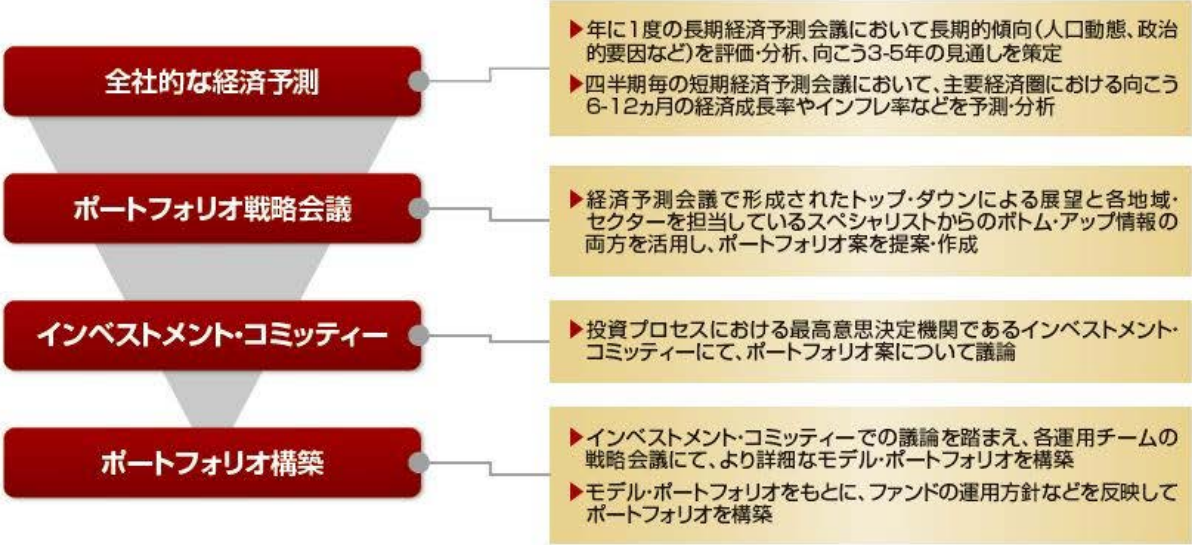 全社的な経済予測
▶年に1度の長期経済予測会議において長期的傾向(人口動態、政治
的要因など)を評価・分析、向こう3-5年の見通しを策定
▶四半期毎の短期経済予測会議において、主要経済圏における向こう
6-12ヵ月の経済成長率やインフレ率などを予測・分析
ポートフォリオ戦略会議
▶経済予測会議で形成されたトップ・ダウンによる展望と各地域・
セクターを担当しているスペシャリストからのボトム・アップ情報の
両方を活用し、ポートフォリオ案を提案・作成
インベストメント・コミッティー
▶投資プロセスにおける最高意思決定機関であるインベストメント・
コミッティーにて、ポートフォリオ案について議論
ポートフォリオ構築
▶インベストメント・コミッティーでの議論を踏まえ、各運用チームの
戦略会議にて、より詳細なモデル・ポートフォリオを構築
▶モデル・ポートフォリオをもとに、ファンドの運用方針などを反映して
ポートフォリオを構築